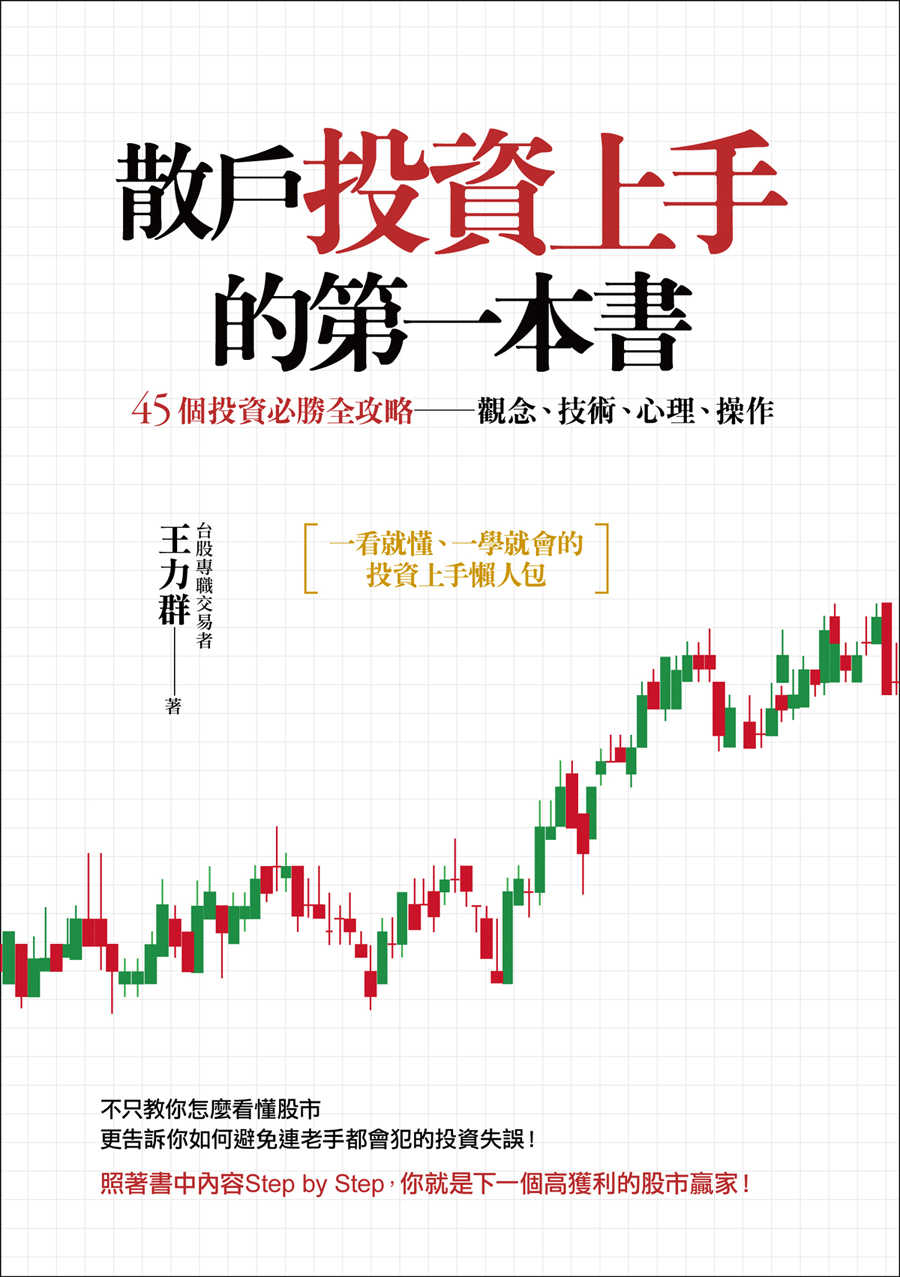 散戶投資上手
的第一本書
45個投資必勝全攻略——觀念、技術、心理、操作
台股專職交易者
王力群——著
一看就懂、一學就會的
投資上手懶人包
不只教你怎麼看懂股市
更告訴你如何避免連老手都會犯的投資失誤！
照著書中內容Step by Step，你就是下一個高獲利的股市贏家！